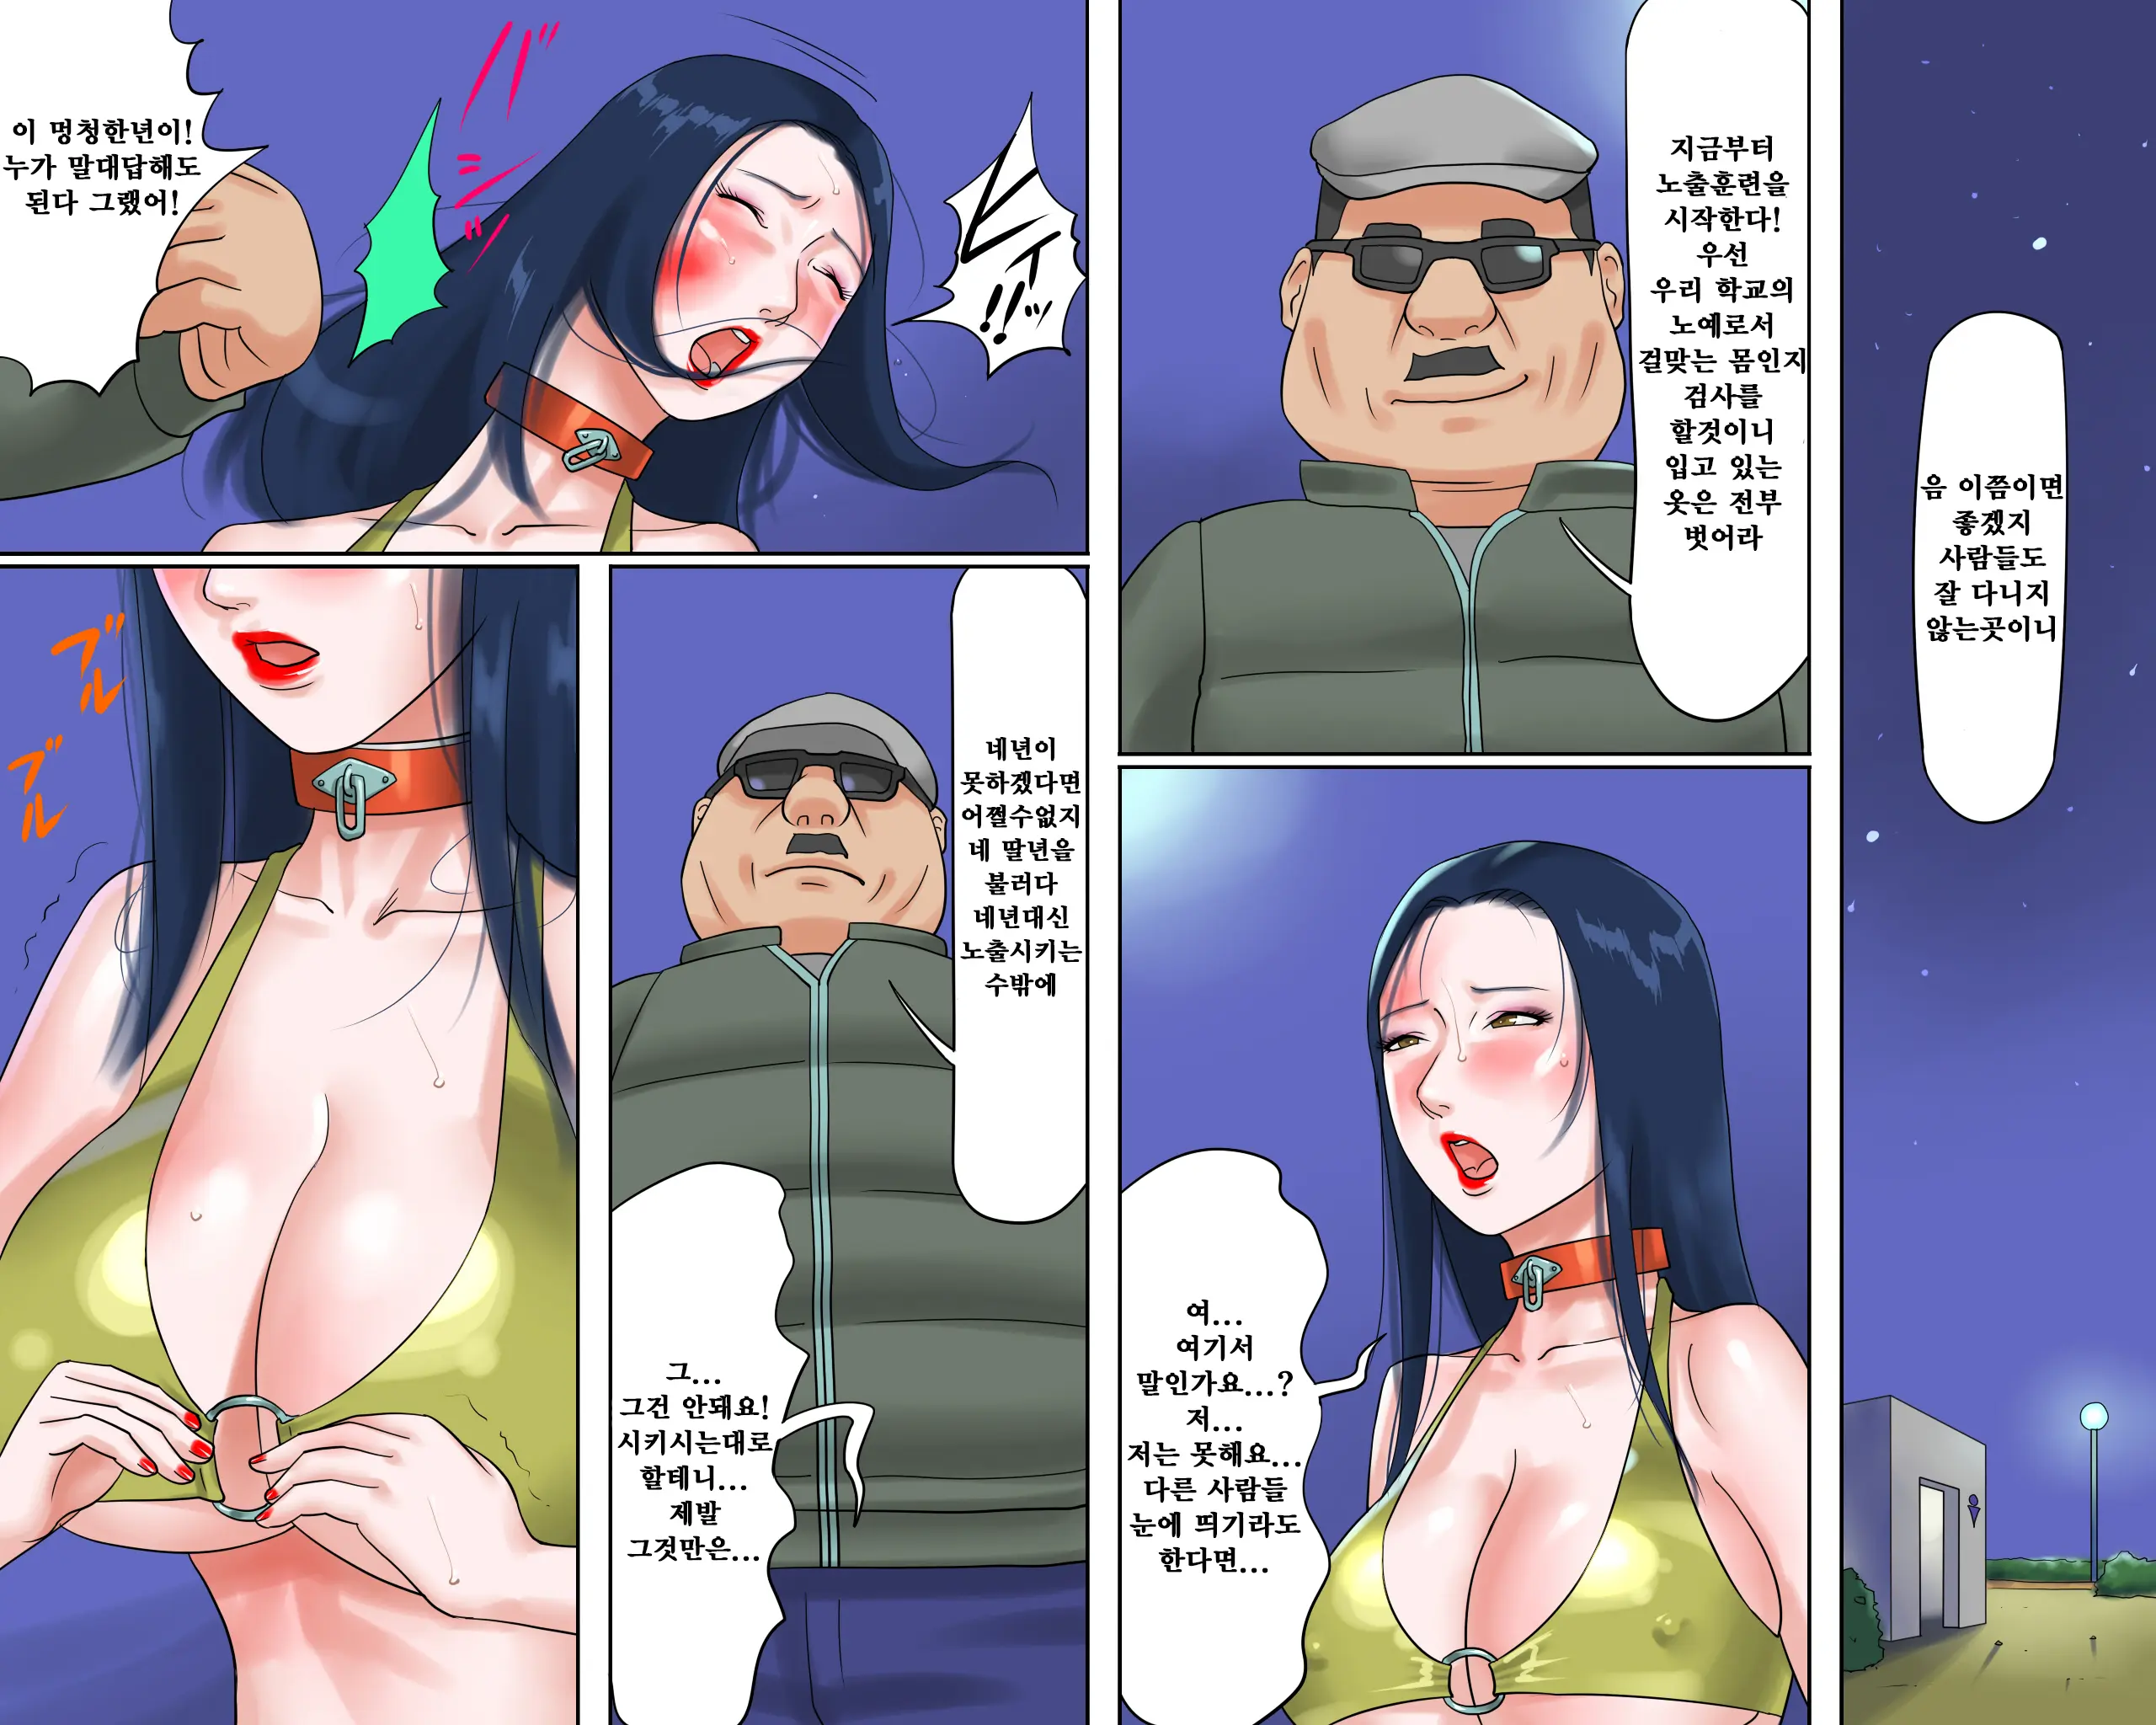 음 이쯤이면
좋겠지
사람들도
잘 다니지
않는곳이니
지금부터
노출훈련을
시작한다!
우선
우리 학교의
노예로서
걸맞는 몸인지
검사를
할것이니
입고 있는
옷은 전부
벗어라
여...
여기서
말인가요...?
저...
저는 못해요...
다른 사람들
눈에 띄기라도
한다면...
이 멍청한년이!
누가 말대답해도
된다 그랬어!
バシ
ハイ!!
네년이
못하겠다면
어쩔수없지
네 딸년을
불러다
네년대신
노출시키는
수밖에
그...
그건 안돼요!
시키시는대로
할테니...
제발
그것만은...
ブル
ブル